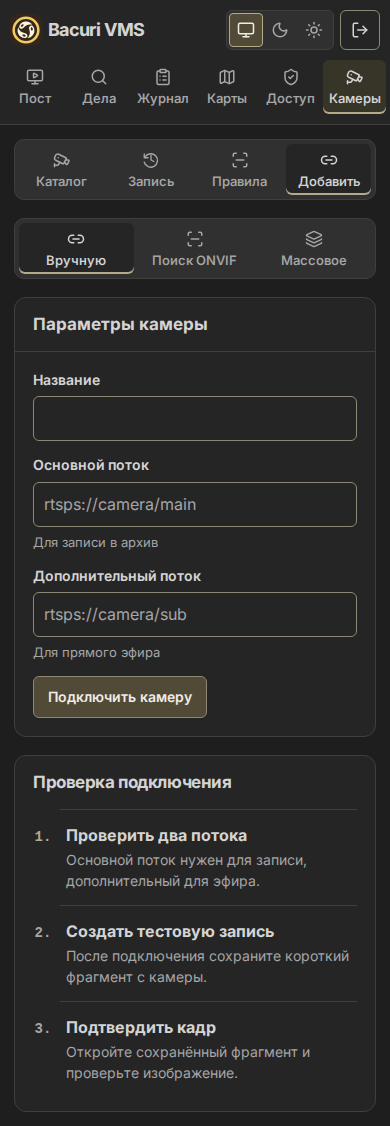 Bacuri VMS
Пост
Дела
Журнал
Карты
Доступ
Камеры
Каталог
Запись
Правила
Добавить
Вручную
Поиск ONVIF
Массовое
Параметры камеры
Название
Основной поток
rtsps://camera/main
Для записи в архив
Дополнительный поток
rtsps://camera/sub
Для прямого эфира
Подключить камеру
Проверка подключения
1. Проверить два потока
Основной поток нужен для записи,
дополнительный для эфира.
2. Создать тестовую запись
После подключения сохраните короткий
фрагмент с камеры.
3. Подтвердить кадр
Откройте сохранённый фрагмент и
проверьте изображение.